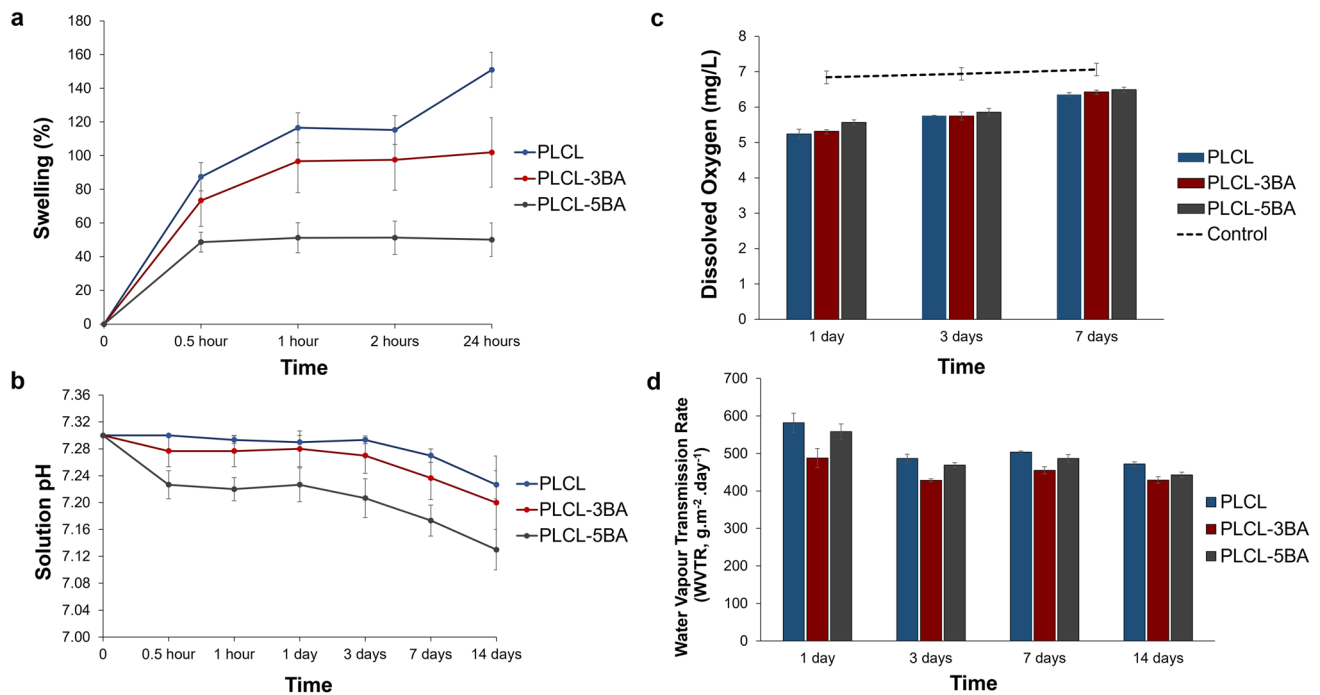 a
Swelling (%)
180
160
140
120
100
80
60
40
20
0
0
0.5 hour
1 hour
2 hours
24 hours
Time
PLCL
PLCL-3BA
PLCL-5BA
b
Solution pH
7.36
7.32
7.28
7.24
7.20
7.16
7.12
7.08
7.04
7.00
0
0.5 hour
1 hour
1 day
3 days
7 days
14 days
Time
PLCL
PLCL-3BA
PLCL-5BA
c
Dissolved Oxygen (mg/L)
8
7
6
5
4
3
2
1
0
1 day
3 days
7 days
Time
PLCL
PLCL-3BA
PLCL-5BA
Control
d
Water Vapour Transmission Rate
(WVTR, g.m⁻² .day⁻¹)
700
600
500
400
300
200
100
0
1 day
3 days
7 days
14 days
Time
PLCL
PLCL-3BA
PLCL-5BA